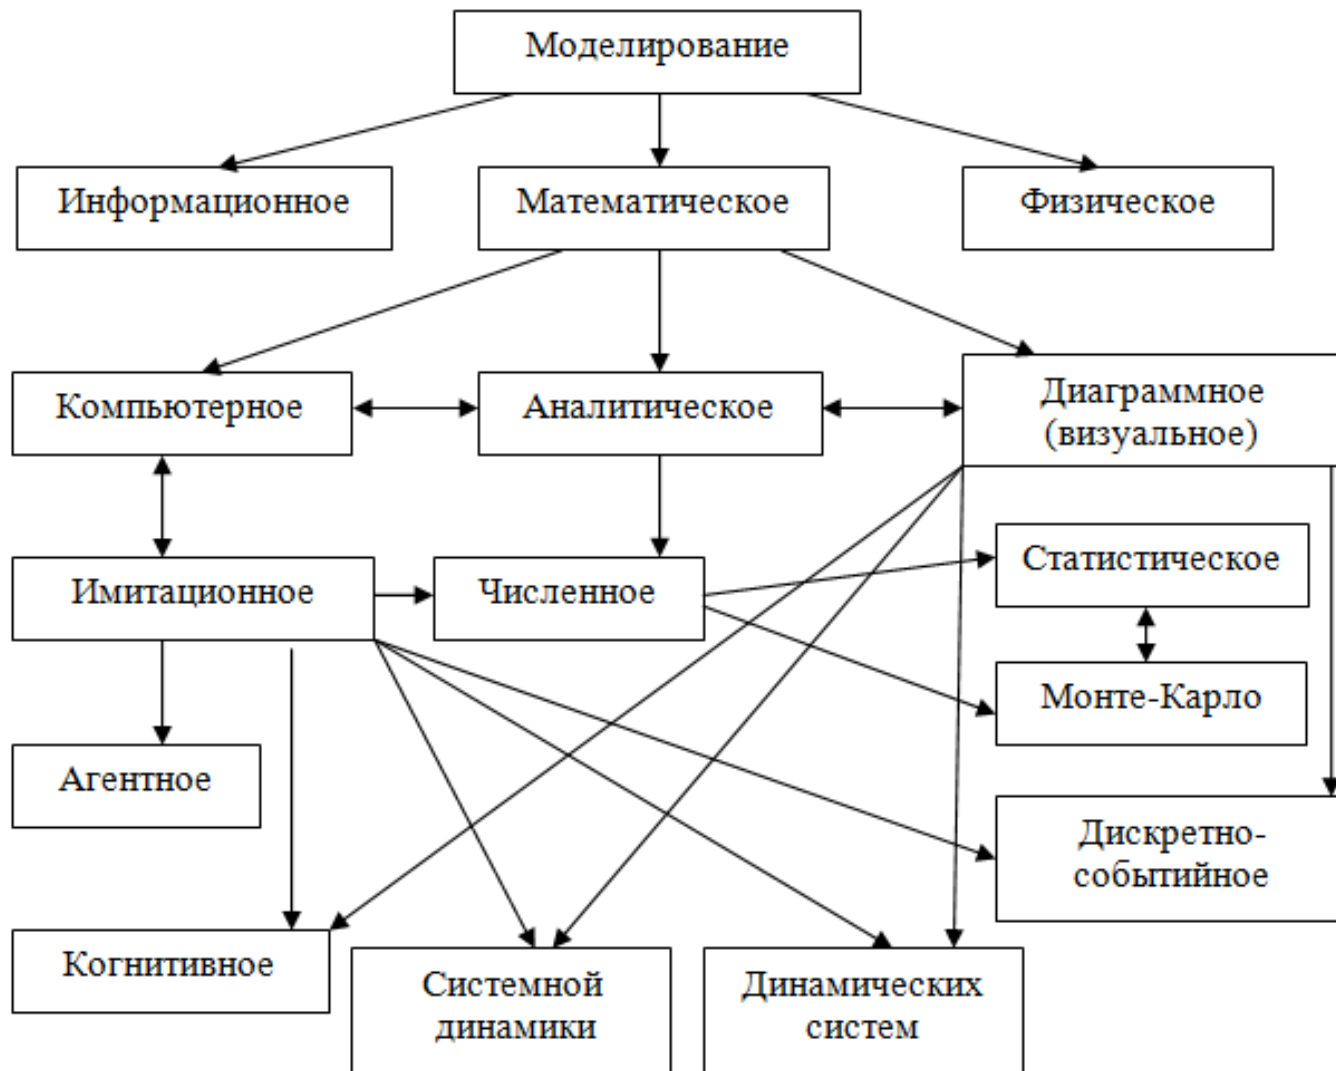 Моделирование
Информационное
Математическое
Физическое
Компьютерное
Аналитическое
Диаграммное
(визуальное)
Имитационное
Численное
Статистическое
Монте-Карло
Агентное
Дискретно-
событийное
Когнитивное
Системной
динамики
Динамических
систем